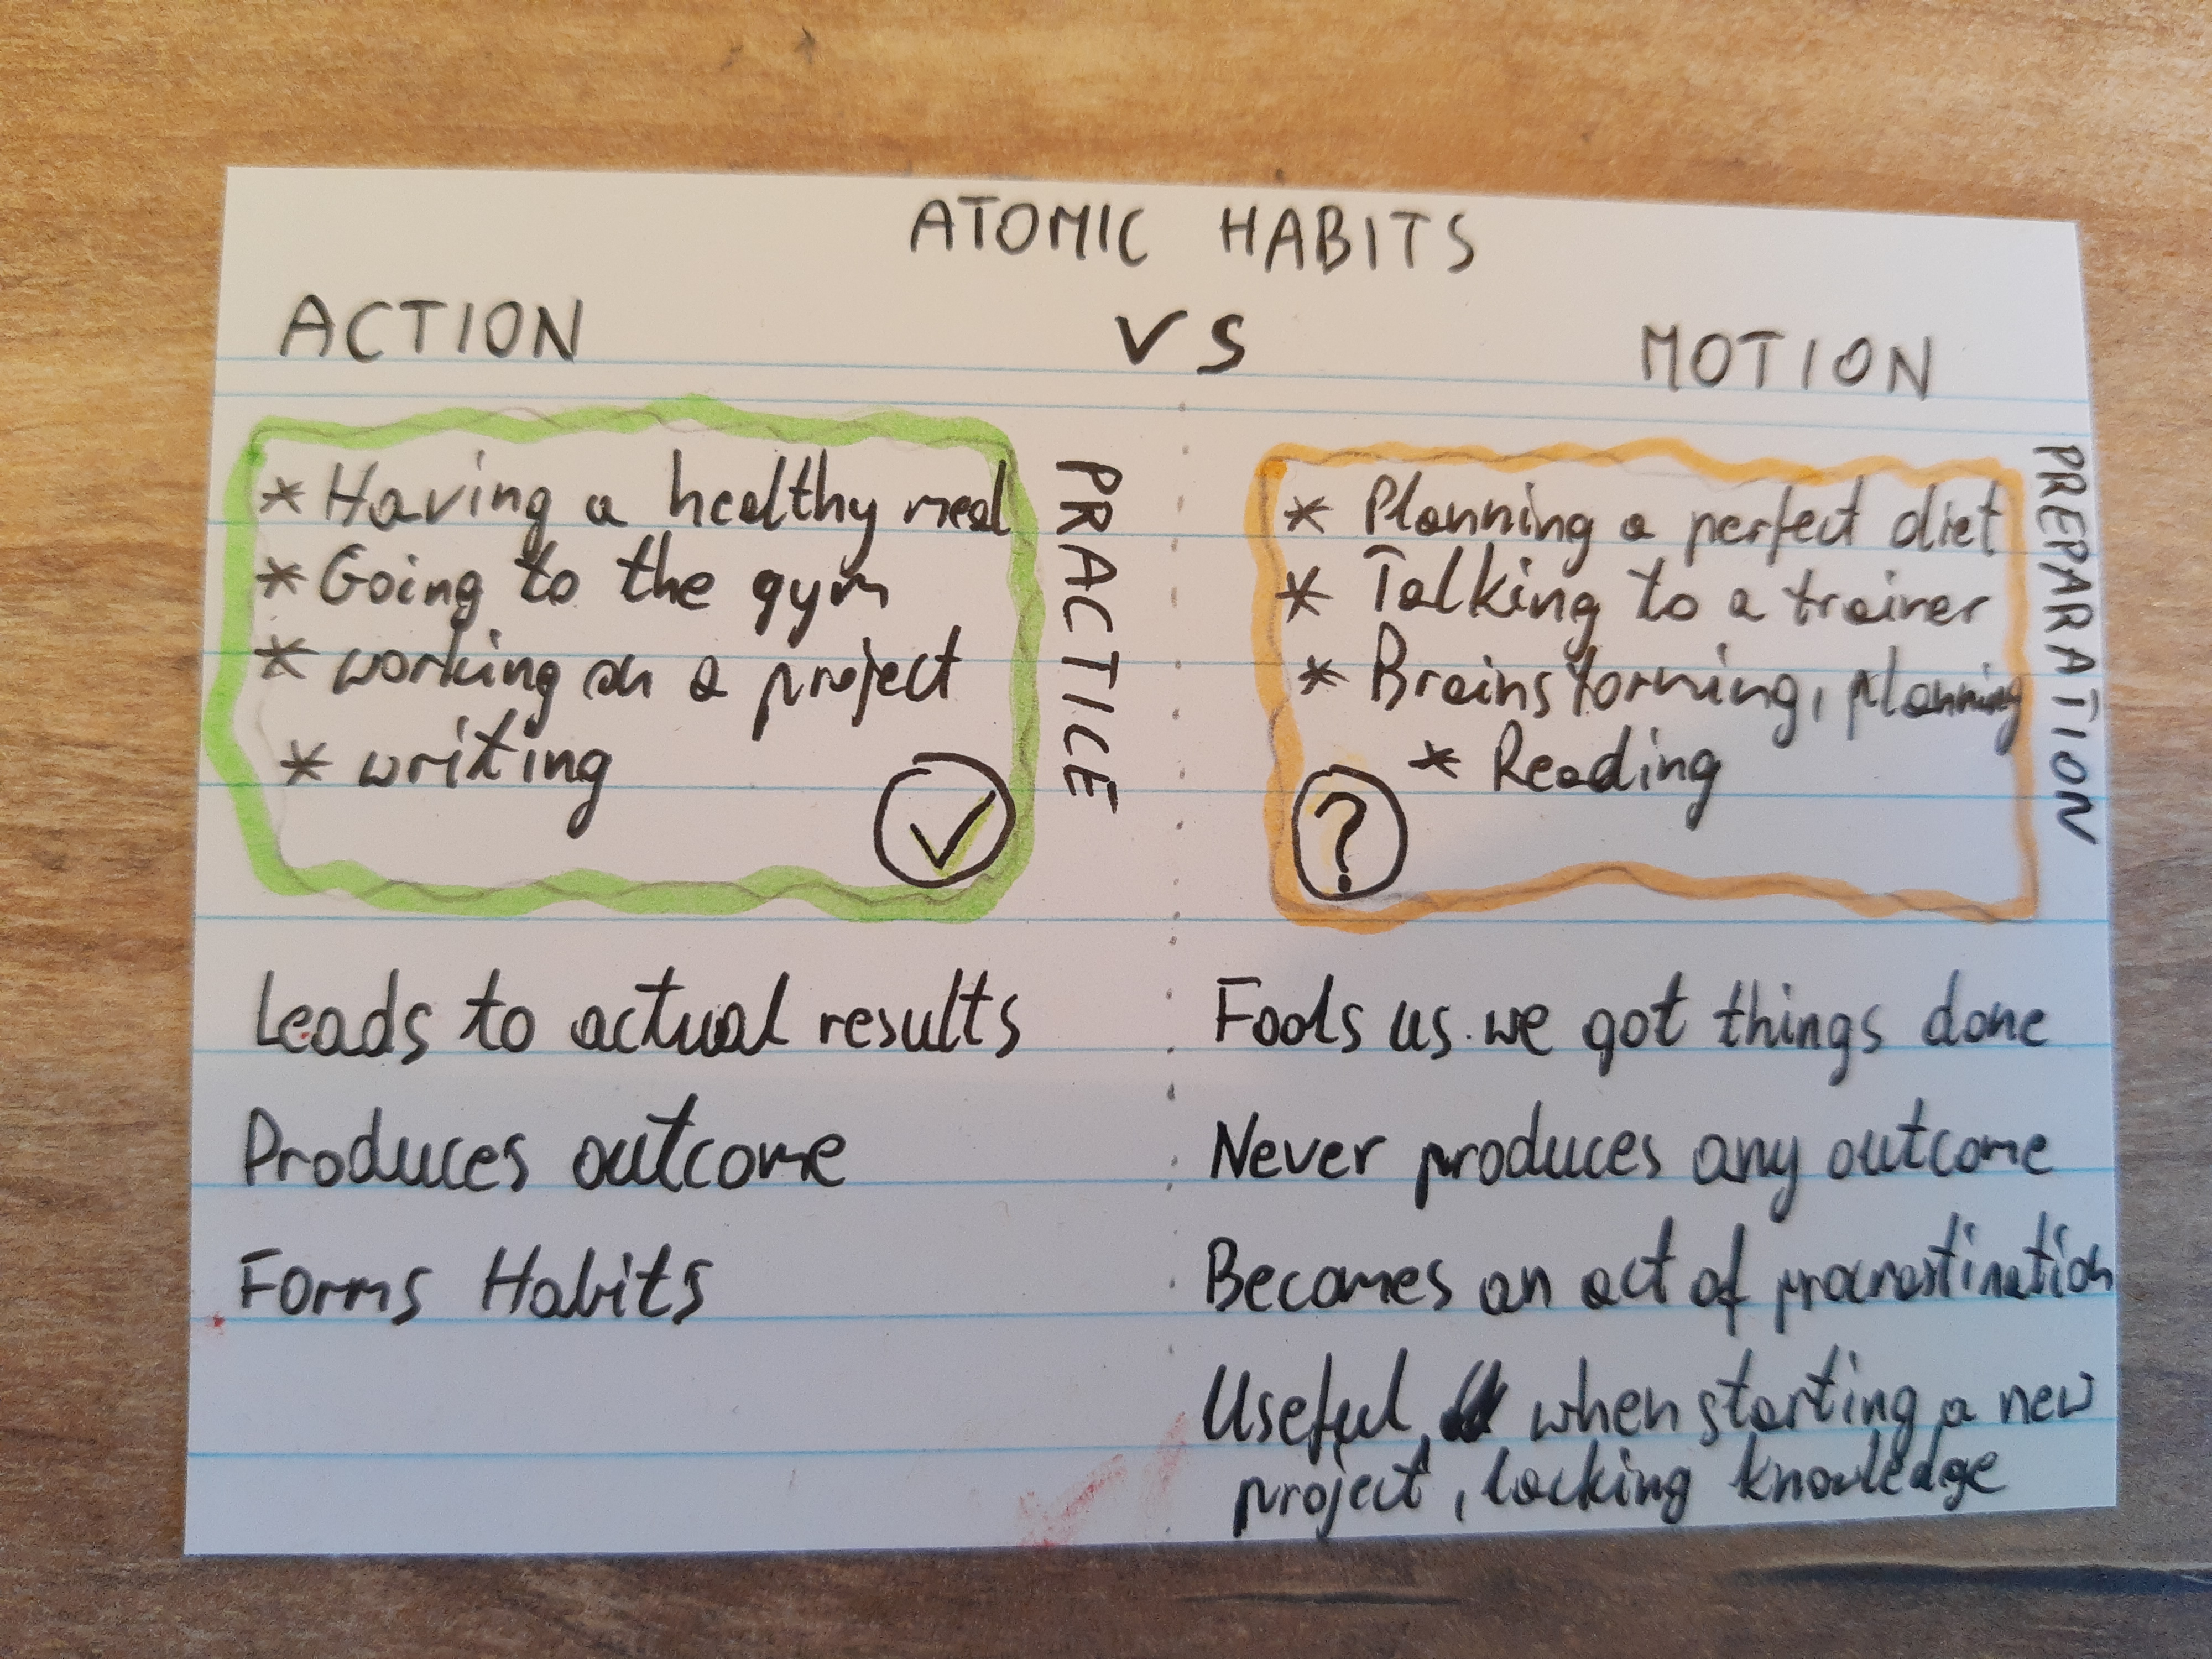 ATOMIC HABITS
ACTION VS MOTION
* Having a healthy meal
* Going to the gym
* working on a project
* writing
PRACTICE
* Planning a perfect diet
* Talking to a trainer
* Brainstorming, planning
* Reading
?
PREPARATION
Leads to actual results
Produces outcome
Forms Habits
Fools us we got things done
Never produces any outcome
Becomes an act of procrastination
Useful when starting a new
project, lacking knowledge